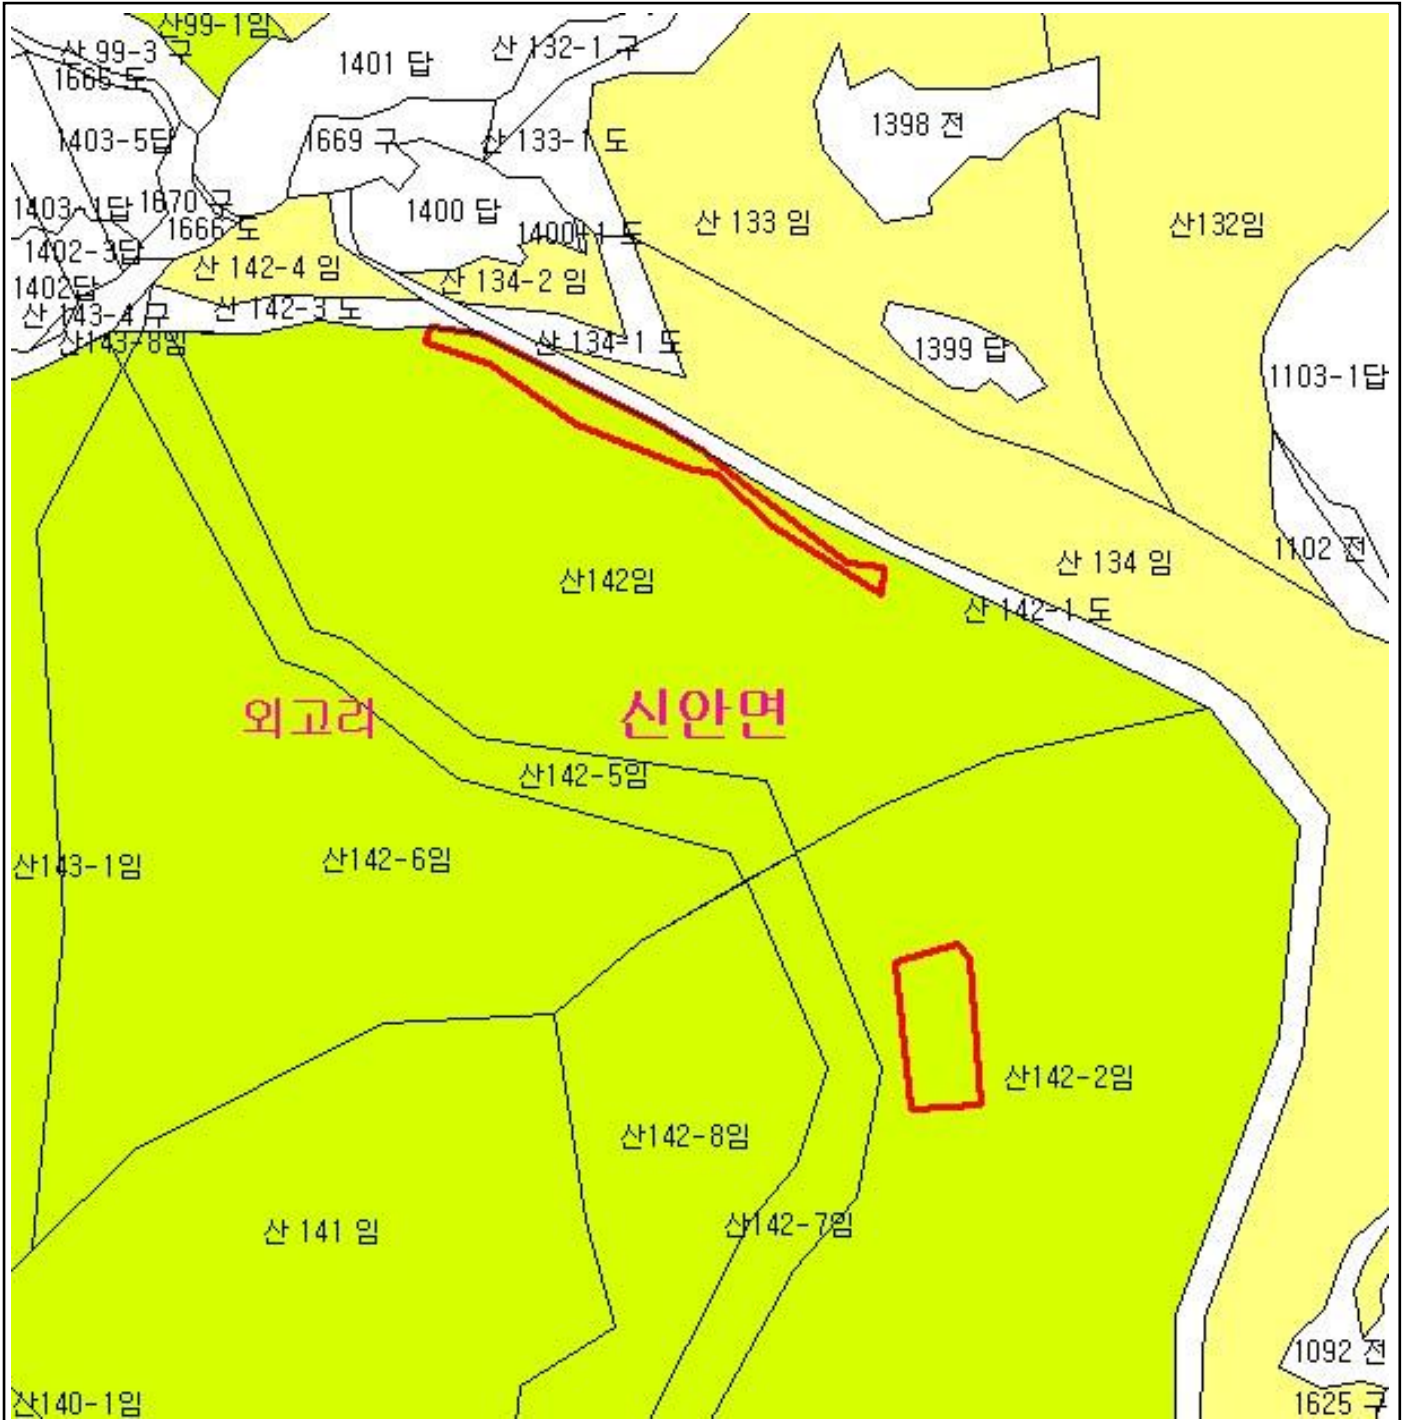 산99-1임
산 99-3 구
1401 답
산 132-1 구
1665 도
1398 전
1403-5답
1669 구
산 133-1 도
1403-1답
1670 구
1400 답
산 133 임
산132임
1666 도
1400-1 도
1402-3답
산 142-4 임
산 134-2 임
1402답
산 143-4 구
산 142-3 도
산143-8임
산 134-1 도
1399 답
1103-1답
1102 전
산 134 임
산142임
산 142-1 도
외고리
신안면
산142-5임
산143-1임
산142-6임
산142-2임
산142-8임
산 141 임
산142-7임
1092 전
산140-1임
1625 구